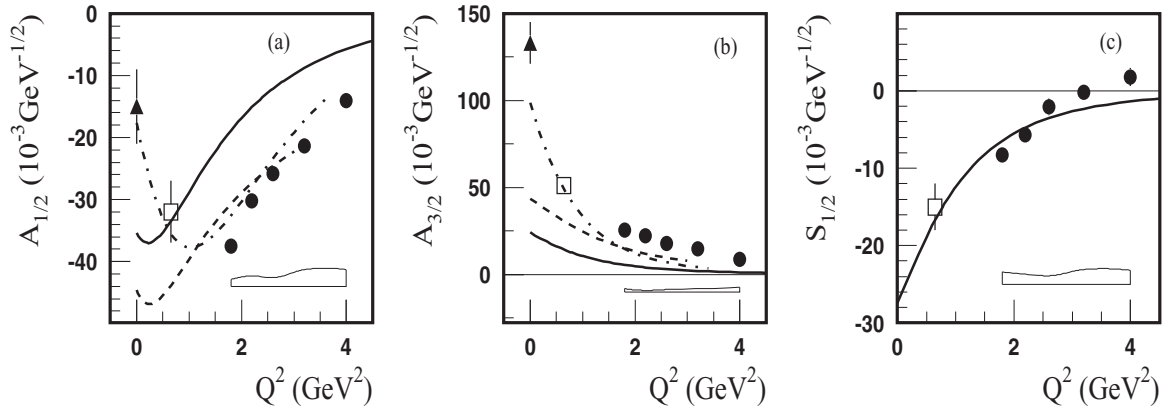 A1/2 (10-3GeV-1/2)
0
-10
-20
-30
-40
(a)
0 2 4
Q2 (GeV2)
A3/2 (10-3GeV-1/2)
150
100
50
0
(b)
0 2 4
Q2 (GeV2)
S1/2 (10-3GeV-1/2)
0
-10
-20
-30
(c)
0 2 4
Q2 (GeV2)